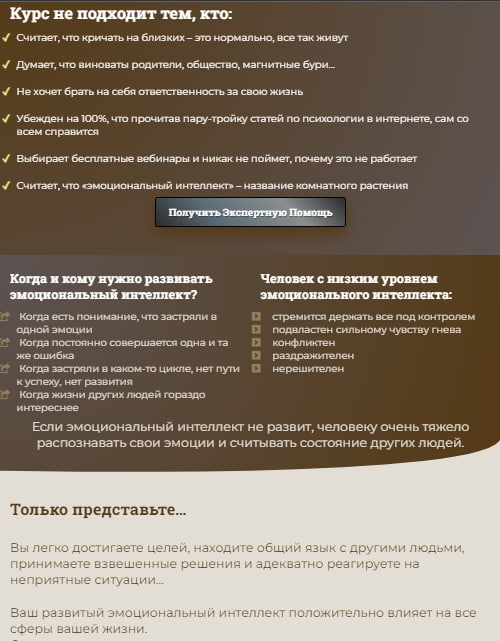 Курс не подходит тем, кто:
Считает, что кричать на близких – это нормально, все так живут
Думает, что виноваты родители, общество, магнитные бури...
Не хочет брать на себя ответственность за свою жизнь
Убежден на 100%, что прочитав пару-тройку статей по психологии в интернете, сам со
всем справится
Выбирает бесплатные вебинары и никак не поймет, почему это не работает
Считает, что «эмоциональный интеллект» – название комнатного растения
Получить Экспертную Помощь
Когда и кому нужно развивать
эмоциональный интеллект?
Когда есть понимание, что застряли в
одной эмоции
Когда постоянно совершается одна и та
же ошибка
Когда застряли в каком-то цикле, нет пути
к успеху, нет развития
Когда жизни других людей гораздо
интереснее
Человек с низким уровнем
эмоционального интеллекта:
стремится держать все под контролем
подвластен сильному чувству гнева
конфликтен
раздражителен
нерешителен
Если эмоциональный интеллект не развит, человеку очень тяжело
распознавать свои эмоции и считывать состояние других людей.
Только представьте...
Вы легко достигаете целей, находите общий язык с другими людьми,
принимаете взвешенные решения и адекватно реагируете на
неприятные ситуации...
Ваш развитый эмоциональный интеллект положительно влияет на все
сферы вашей жизни.